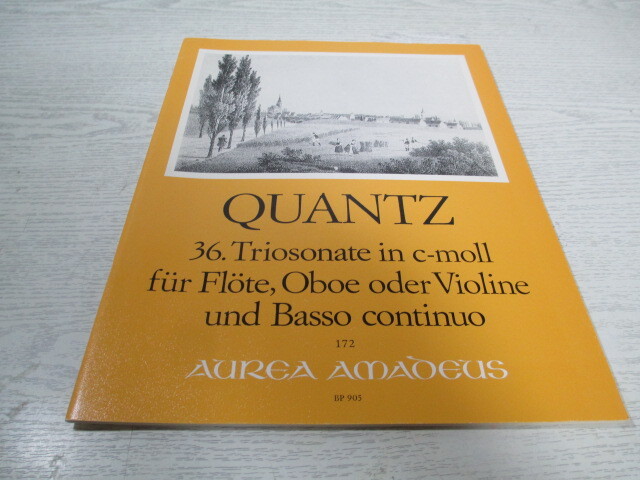 QUANTZ
36. Triosonate in c-moll
für Flöte, Oboe oder Violine
und Basso continuo
172
AUREA AMADEUS
BP 905